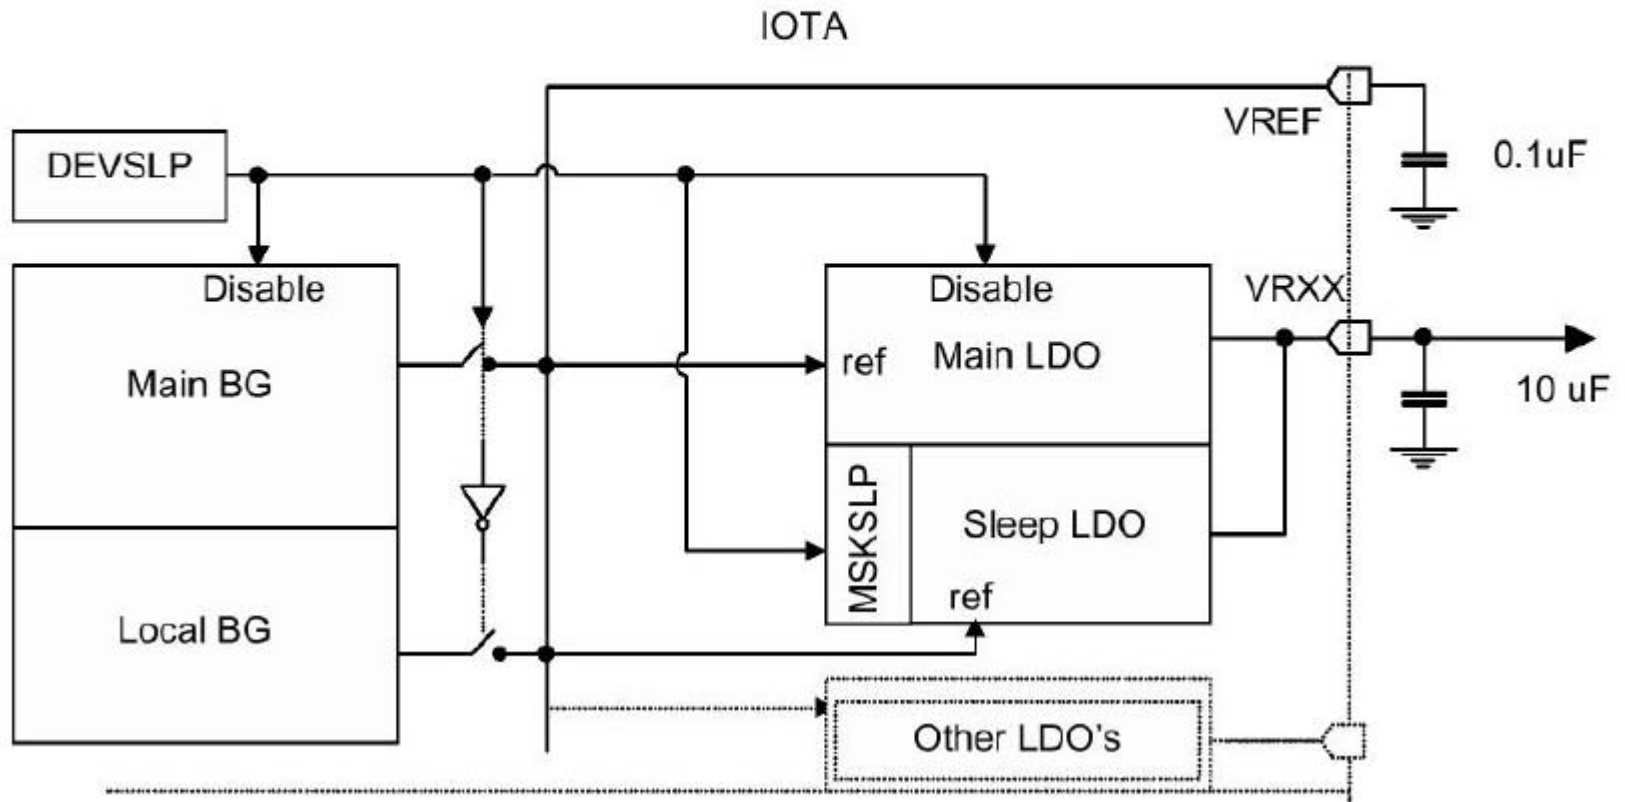 IOTA
VREF
DEVSLP
0.1uF
Disable
Disable
VRXX
ref
Main LDO
Main BG
10 uF
MSKSLP
Sleep LDO
ref
Local BG
Other LDO's